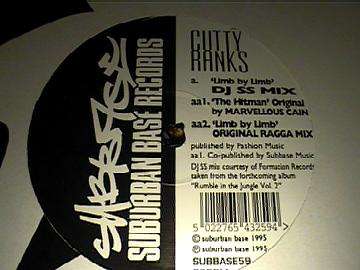 SUBBASE
SUBURBAN BASE RECORDS
CUTTY
RANKS
a. 'Limb by Limb'
DJ SS MIX
aa1. 'The Hitman' Original
by MARVELLOUS CAIN
aa2. 'Limb by Limb'
ORIGINAL RAGGA MIX
published by Fashion Music
aa1. Co-published by Subbase Music
DJ SS mix courtesy of Formation Records
taken from the forthcoming album
"Rumble in the Jungle Vol. 2"
5 022765 432594 >
℗ suburban base 1995
© suburban base 1995
SUBBASE59